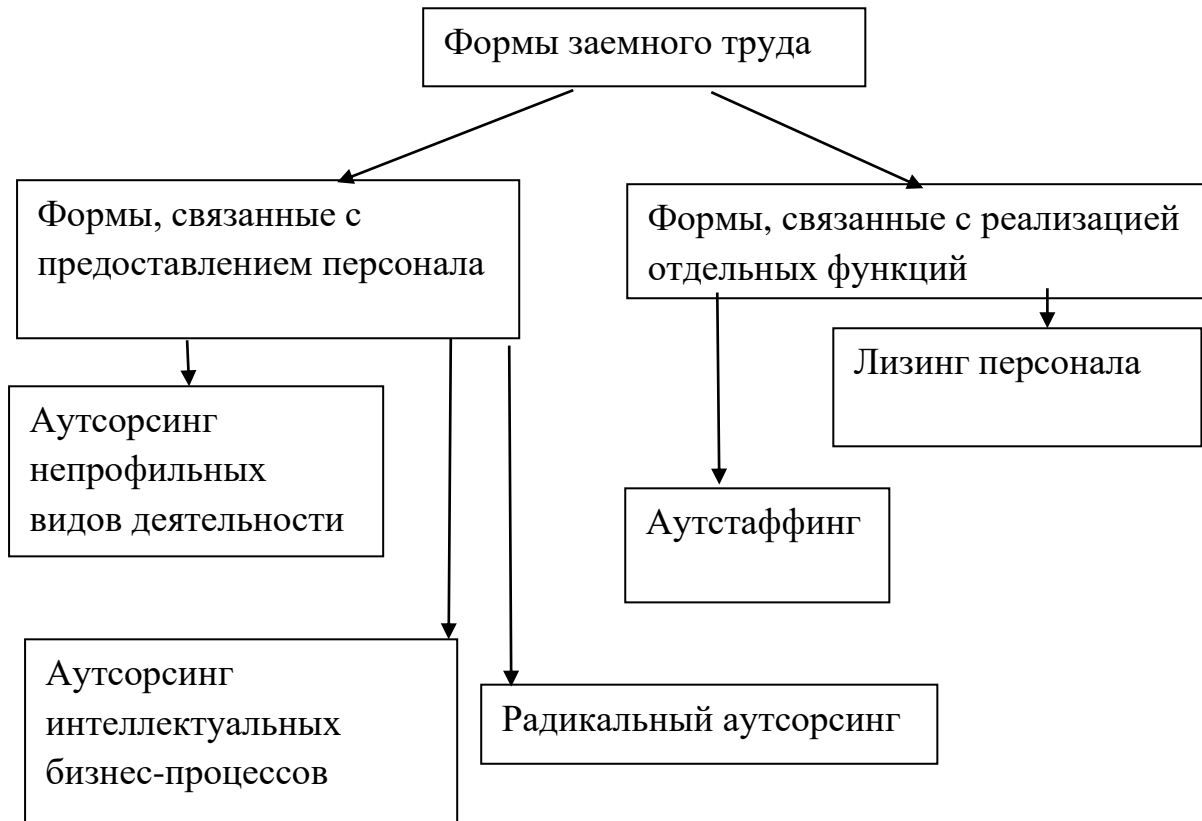 Формы заемного труда
Формы, связанные с
предоставлением персонала
Формы, связанные с реализацией
отдельных функций
Лизинг персонала
Аутсорсинг
непрофильных
видов деятельности
Аутстаффинг
Аутсорсинг
интеллектуальных
бизнес-процессов
Радикальный аутсорсинг